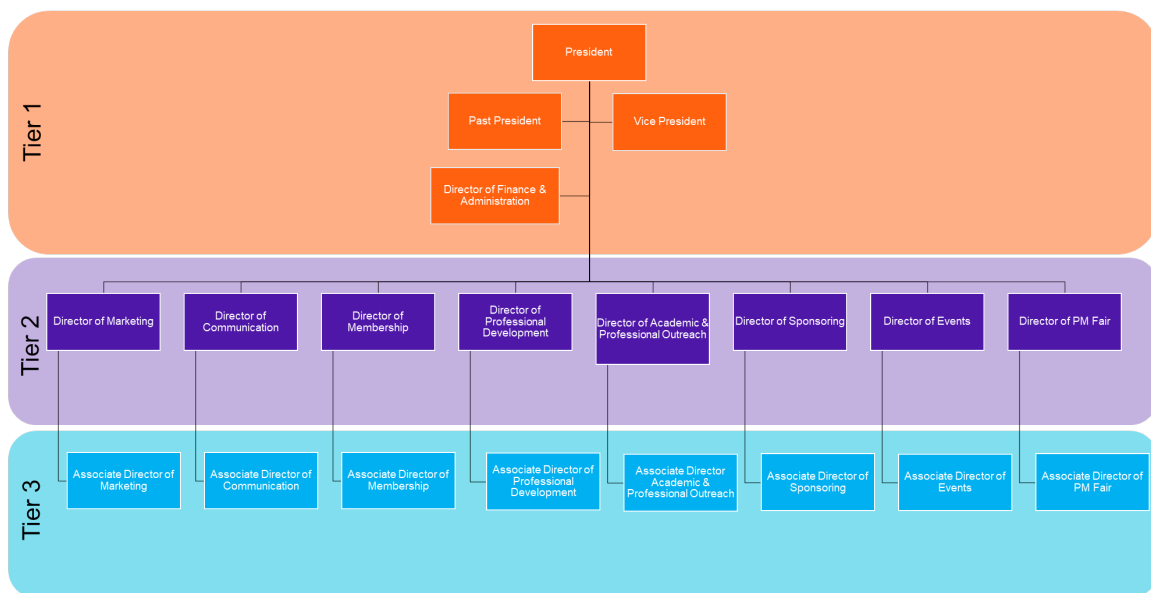 Tier 1
President
Past President
Vice President
Director of Finance &
Administration
Tier 2
Director of Marketing
Director of
Communication
Director of
Membership
Director of
Professional
Development
Director of Academic &
Professional Outreach
Director of Sponsoring
Director of Events
Director of PM Fair
Tier 3
Associate Director of
Marketing
Associate Director of
Communication
Associate Director of
Membership
Associate Director of
Professional
Development
Associate Director
Academic &
Professional Outreach
Associate Director of
Sponsoring
Associate Director of
Events
Associate Director of
PM Fair